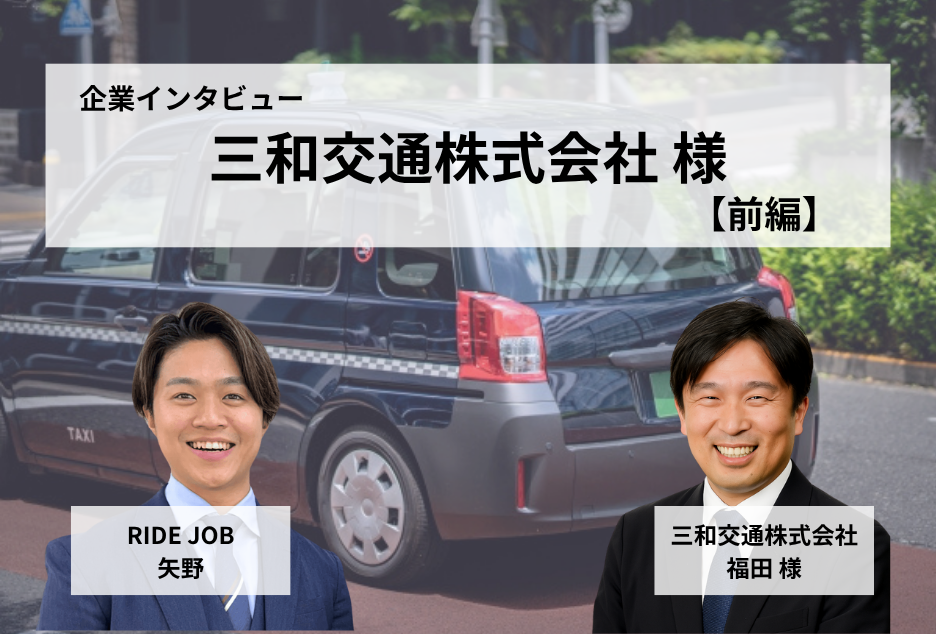 企業インタビュー
三和交通株式会社 様
【前編】
TAXI
RIDE JOB
矢野
三和交通株式会社
福田 様